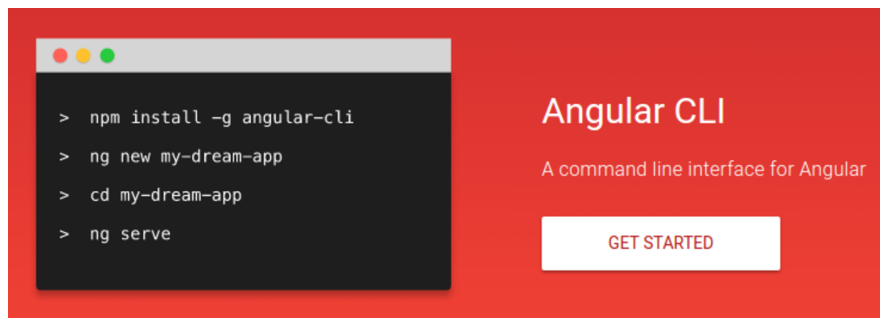 > npm install -g angular-cli
> ng new my-dream-app
> cd my-dream-app
> ng serve
Angular CLI
A command line interface for Angular
GET STARTED